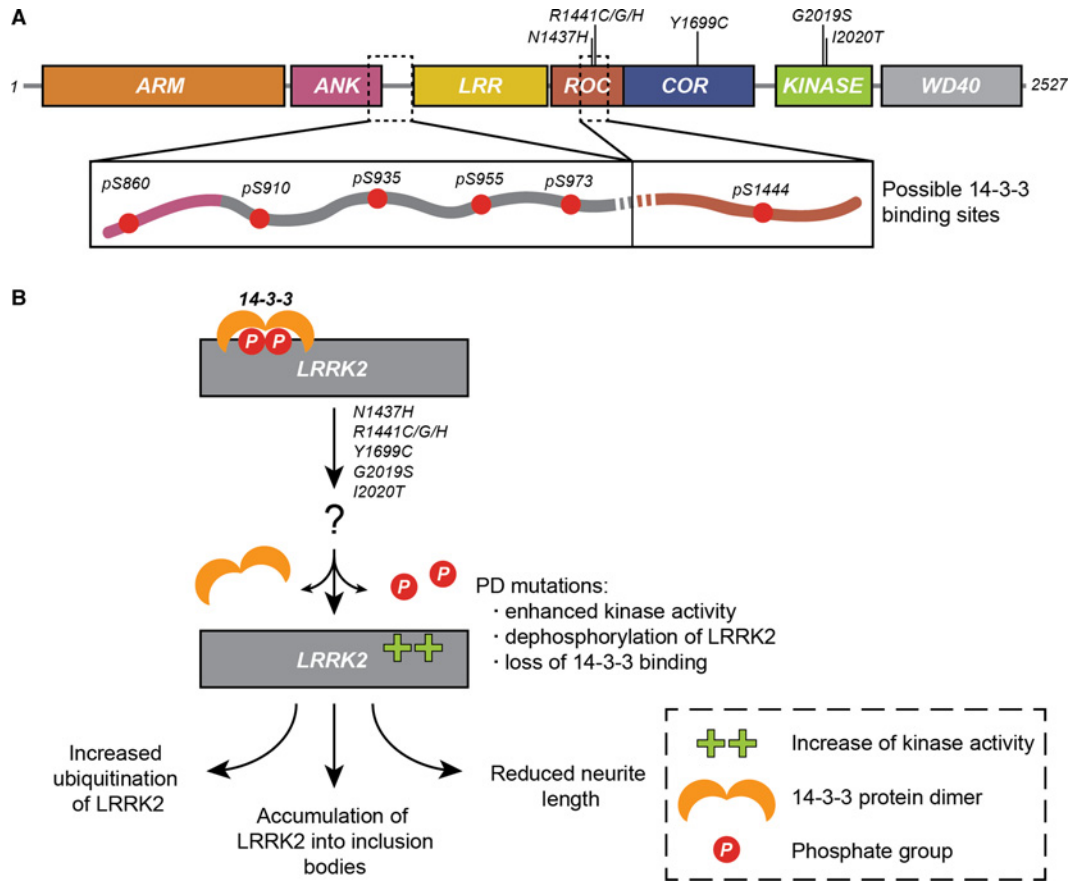 A
R1441C/G/H
N1437H
Y1699C
G2019S
I2020T
1
ARM
ANK
LRR
ROC
COR
KINASE
WD40
2527
pS860
pS910
pS935
pS955
pS973
pS1444
Possible 14-3-3
binding sites
B
14-3-3
P P
LRRK2
N1437H
R1441C/G/H
Y1699C
G2019S
I2020T
?
P P
PD mutations:
· enhanced kinase activity
· dephosphorylation of LRRK2
· loss of 14-3-3 binding
LRRK2
Increased
ubiquitination
of LRRK2
Accumulation of
LRRK2 into inclusion
bodies
Reduced neurite
length
Increase of kinase activity
14-3-3 protein dimer
P
Phosphate group